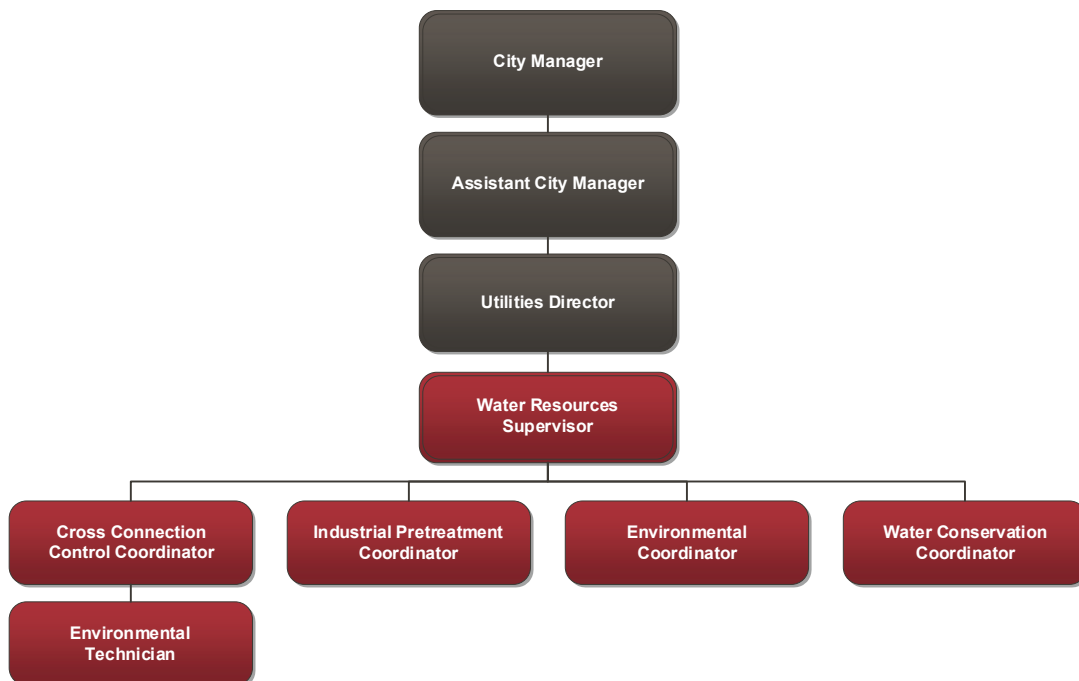 City Manager
Assistant City Manager
Utilities Director
Water Resources
Supervisor
Cross Connection
Control Coordinator
Industrial Pretreatment
Coordinator
Environmental
Coordinator
Water Conservation
Coordinator
Environmental
Technician